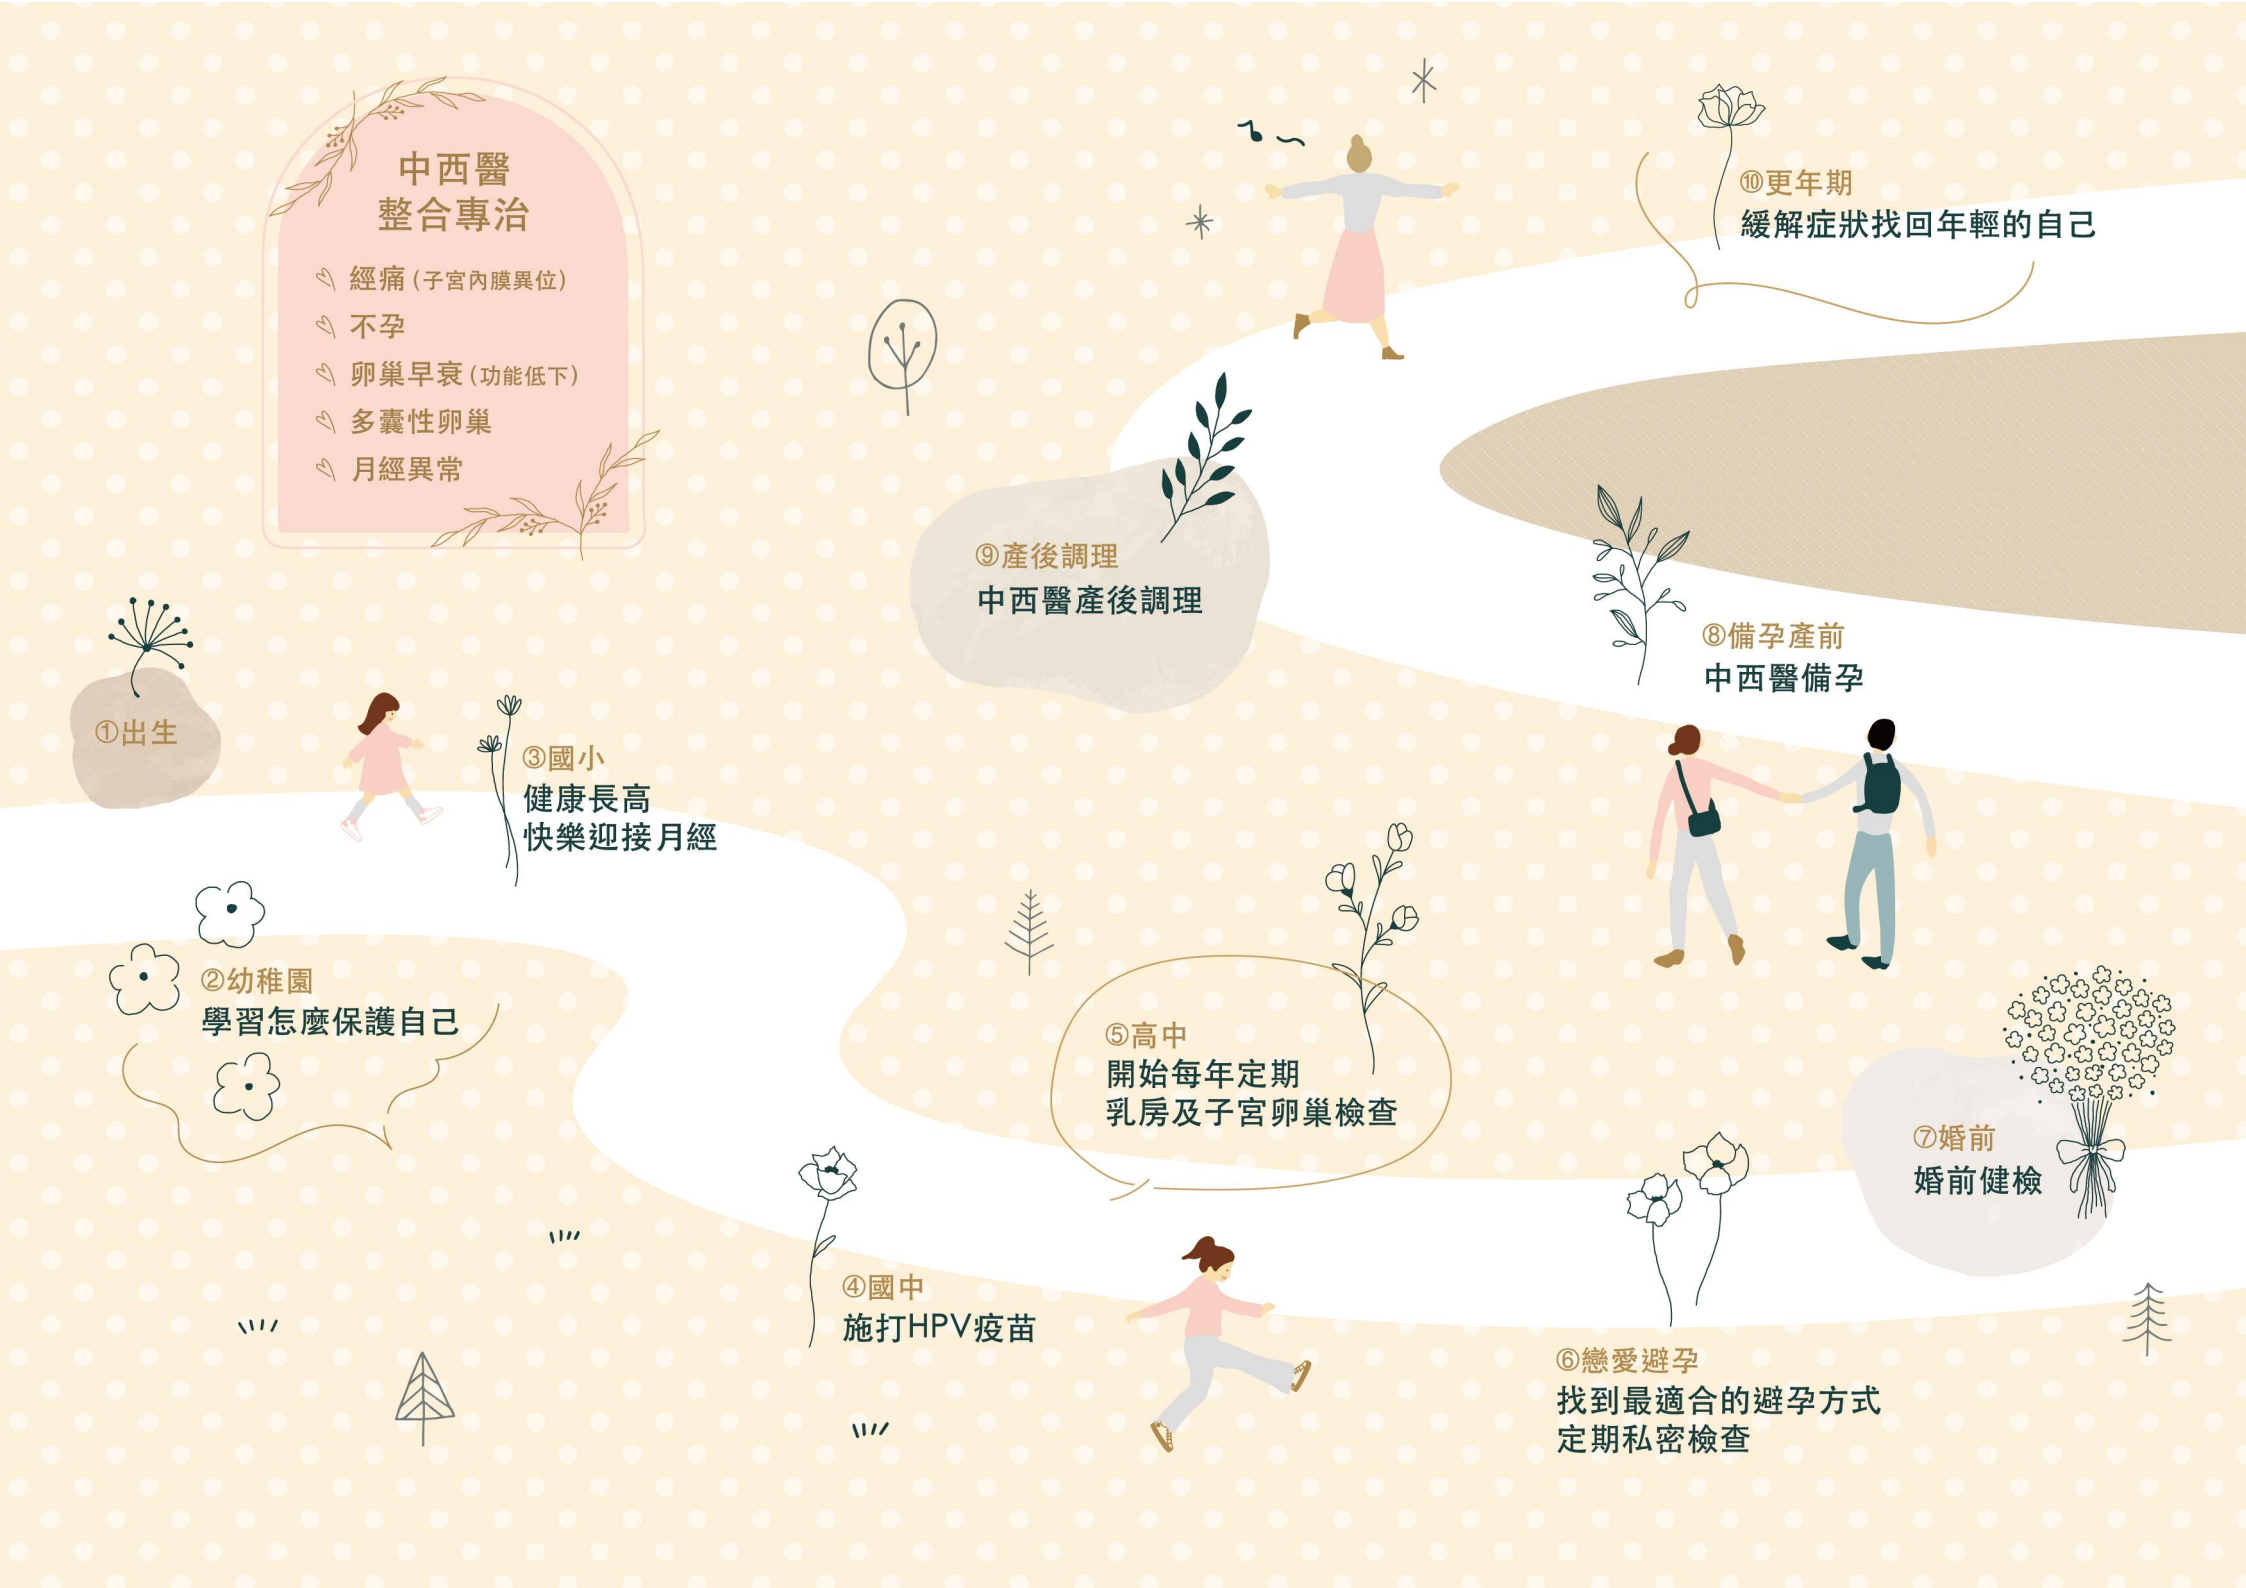 中西醫
整合專治
經痛(子宮內膜異位)
不孕
卵巢早衰(功能低下)
多囊性卵巢
月經異常
①出生
②幼稚園
學習怎麼保護自己
③國小
健康長高
快樂迎接月經
④國中
施打HPV疫苗
⑤高中
開始每年定期
乳房及子宮卵巢檢查
⑥戀愛避孕
找到最適合的避孕方式
定期私密檢查
⑦婚前
婚前健檢
⑧備孕產前
中西醫備孕
⑨產後調理
中西醫產後調理
⑩更年期
緩解症狀找回年輕的自己